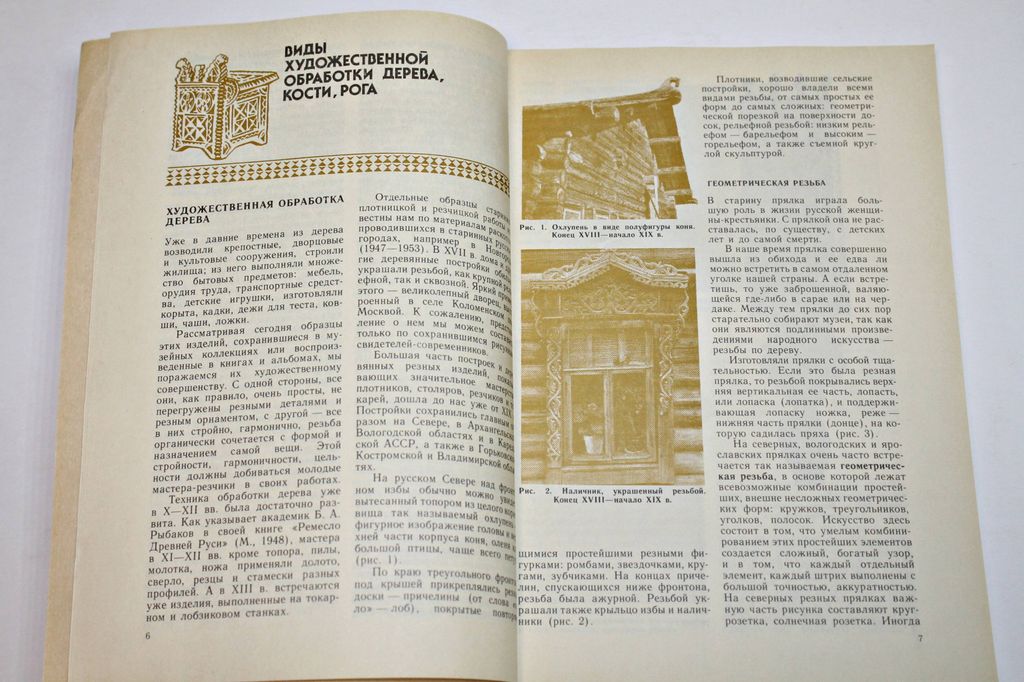 ВИДЫ
ХУДОЖЕСТВЕННОЙ
ОБРАБОТКИ ДЕРЕВА,
КОСТИ, РОГА
ХУДОЖЕСТВЕННАЯ ОБРАБОТКА
ДЕРЕВА
Уже в давние времена из дерева
возводили крепостные, дворцовые
и культовые сооружения, строили
жилища; из него выполняли множе-
ство бытовых предметов: мебель,
орудия труда, транспортные средст-
ва, детские игрушки, изготовляли
корыта, кадки, дежи для теста, ков-
ши, чаши, ложки.
Рассматривая сегодня образцы
этих изделий, сохранившиеся в му-
зейных коллекциях или воспроиз-
веденные в книгах и альбомах, мы
поражаемся их художественному
совершенству. С одной стороны, все
они, как правило, очень просты, не
перегружены резными деталями и
резным орнаментом, с другой — все
в них стройно, гармонично, резьба
органически сочетается с формой и
назначением самой вещи. Этой
стройности, гармоничности, цель-
ности должны добиваться молодые
мастера-резчики в своих работах.
Техника обработки дерева уже
в X—XII вв. была достаточно раз-
вита. Как указывает академик Б. А.
Рыбаков в своей книге «Ремесло
Древней Руси» (М., 1948), мастера
в XI—XII вв. кроме топора, пилы,
молотка, ножа применяли долото,
сверло, резцы и стамески разных
профилей. А в XIII в. встречаются
уже изделия, выполненные на токар-
ном и лобзиковом станках.
6
Отдельные образцы
плотницкой и резчицкой работы
вестны нам по материалам
проводившихся в старинных
городах, например в
(1947—1953). В XVII в. дома и
гие деревянные постройки
украшали резьбой, как крупной
ефной, так и сквозной. Яркий
этого — великолепный дворец,
роенный в селе Коломенском
Москвой. К сожалению,
ление о нем мы можем
только по сохранившимся
свидетелей-современников.
Большая часть построек и
вянных резных изделий,
вающих значительное
плотников, столяров, резчиков и
карей, дошла до нас уже от XIX
Постройки сохранились главным
разом на Севере, в
Вологодской областях и в
ской АССР, а также в
Костромской и Владимирской
тях.
На русском Севере над
ном избы обычно можно
вытесанный топором из целого
вища так называемый
фигурное изображение головы и
хней части корпуса коня, оленя
большой птицы, чаще всего
(рис. 1).
По краю треугольного
под крышей прикреплялись
доски — причелины (от слова
ло» — лоб), покрытые
Рис. 1. Охлупень в виде полуфигуры коня.
Конец XVIII—начало XIX в.
Рис. 2. Наличник, украшенный резьбой.
Конец XVIII—начало XIX в.
щимися простейшими резными фи-
гурками: ромбами, звездочками, кру-
гами, зубчиками. На концах приче-
лин, спускающихся ниже фронтона,
резьба была ажурной. Резьбой ук-
рашали также крыльцо избы и налич-
ники (рис. 2).
Плотники, возводившие сельские
постройки, хорошо владели всеми
видами резьбы, от самых простых ее
форм до самых сложных: геометри-
ческой порезкой на поверхности до-
сок, рельефной резьбой: низким рель-
ефом — барельефом и высоким —
горельефом, а также съемной круг-
лой скульптурой.
ГЕОМЕТРИЧЕСКАЯ РЕЗЬБА
В старину прялка играла боль-
шую роль в жизни русской женщи-
ны-крестьянки. С прялкой она не рас-
ставалась, по существу, с детских
лет и до самой смерти.
В наше время прялка совершенно
вышла из обихода и ее едва ли
можно встретить в самом отдаленном
уголке нашей страны. А если встре-
тишь, то уже заброшенной, валяю-
щейся где-либо в сарае или на чер-
даке. Между тем прялки до сих пор
старательно собирают музеи, так как
они являются подлинными произве-
дениями народного искусства —
резьбы по дереву.
Изготовляли прялки с особой тща-
тельностью. Если это была резная
прялка, то резьбой покрывались верх-
няя вертикальная ее часть, лопасть,
или лопаска (лопатка), и поддержи-
вающая лопаску ножка, реже —
нижняя часть прялки (донце), на ко-
торую садилась пряха (рис. 3).
На северных, вологодских и яро-
славских прялках очень часто встре-
чается так называемая геометричес-
кая резьба, в основе которой лежат
всевозможные комбинации простей-
ших, внешне несложных геометричес-
ких форм: кружков, треугольников,
уголков, полосок. Искусство здесь
состоит в том, что умелым комбини-
рованием этих простейших элементов
создается сложный, богатый узор,
и в том, что каждый отдельный
элемент, каждый штрих выполнены с
большой точностью, аккуратностью.
На северных резных прялках важ-
ную часть рисунка составляют круг-
розетка, солнечная розетка. Иногда
7